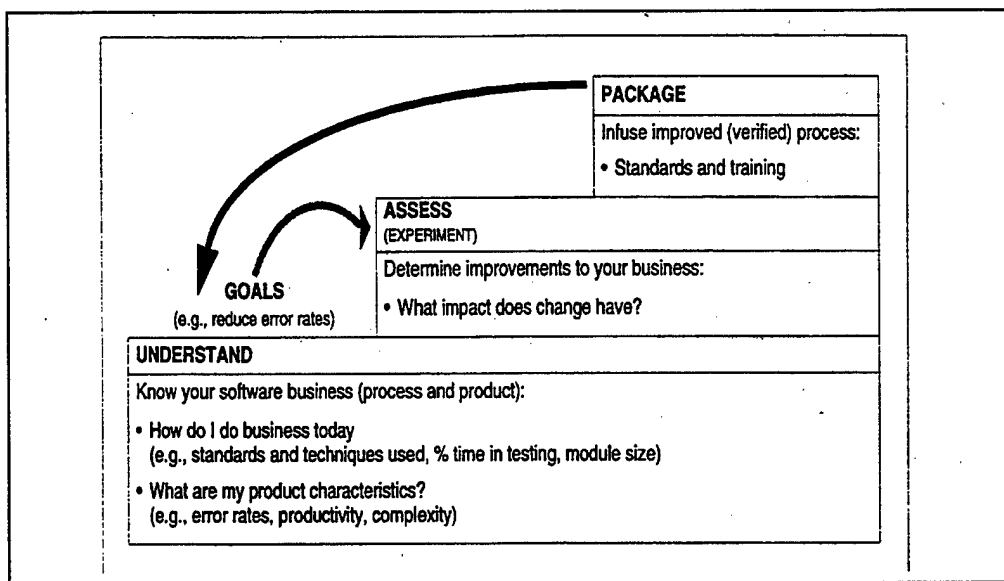 PACKAGE
Infuse improved (verified) process:
• Standards and training
ASSESS
(EXPERIMENT)
Determine improvements to your business:
• What impact does change have?
GOALS
(e.g., reduce error rates)
UNDERSTAND
Know your software business (process and product):
• How do I do business today
(e.g., standards and techniques used, % time in testing, module size)
• What are my product characteristics?
(e.g., error rates, productivity, complexity)